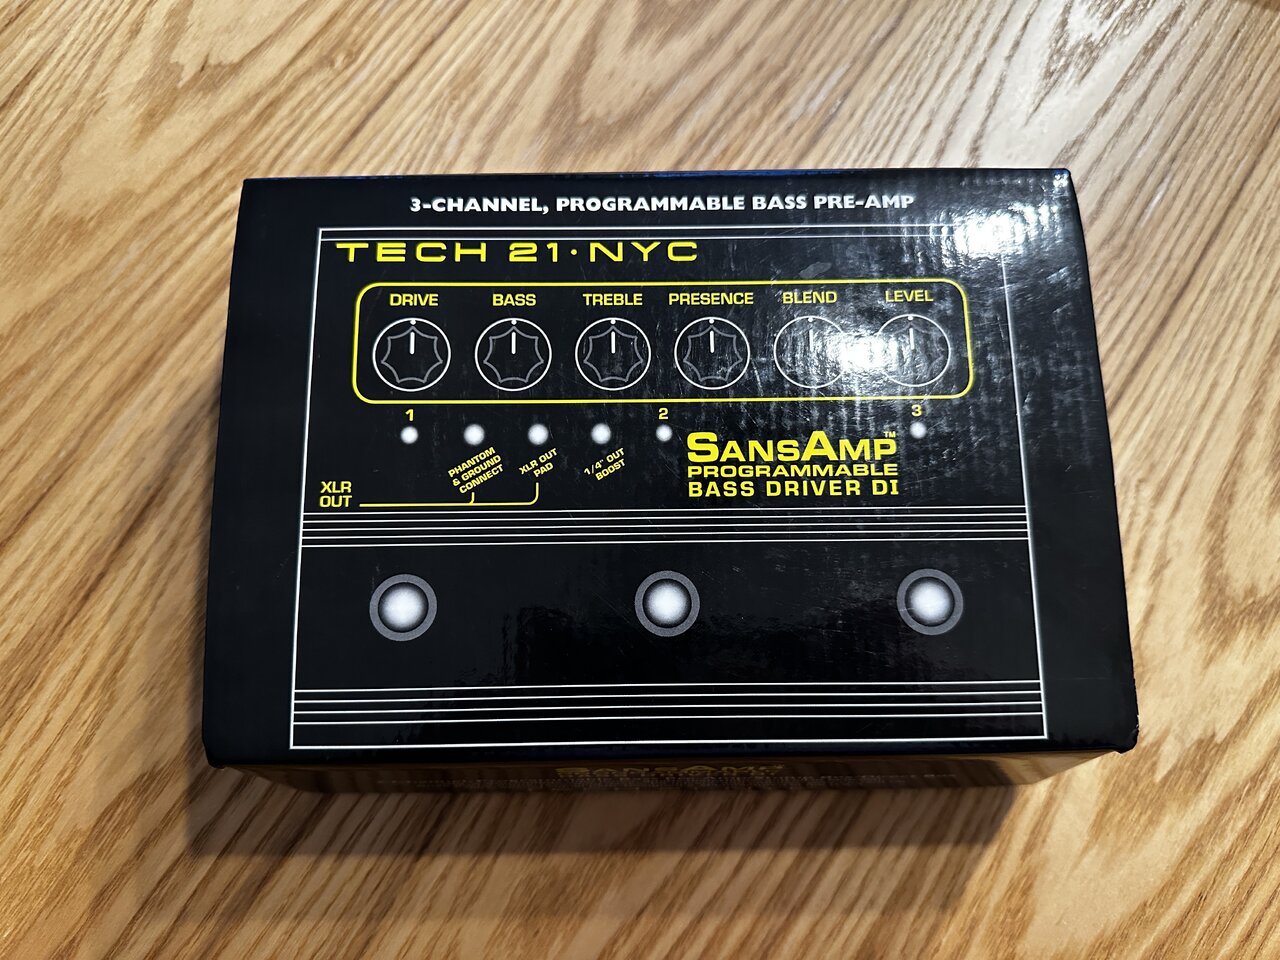 3-CHANNEL, PROGRAMMABLE BASS PRE-AMP
TECH 21·NYC
DRIVE BASS TREBLE PRESENCE BLEND LEVEL
1 2 3
PHANTOM
& GROUND
CONNECT
XLR OUT
PAD
1/4" OUT
BOOST
SANSAMP™
PROGRAMMABLE
BASS DRIVER DI
XLR
OUT
SANSAMP